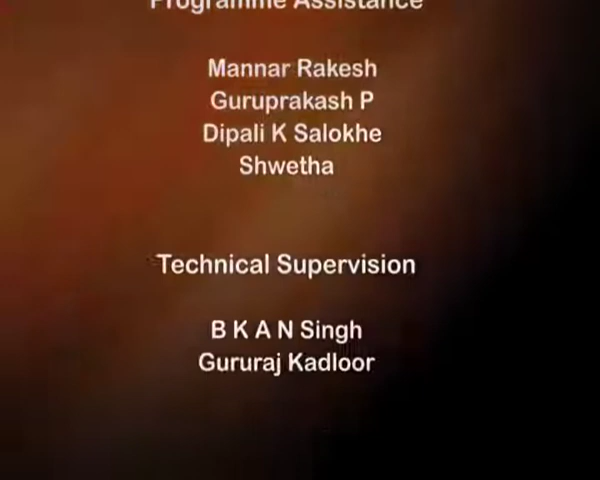 Programme Assistance
Mannar Rakesh
Guruprakash P
Dipali K Salokhe
Shwetha
Technical Supervision
B K A N Singh
Gururaj Kadloor